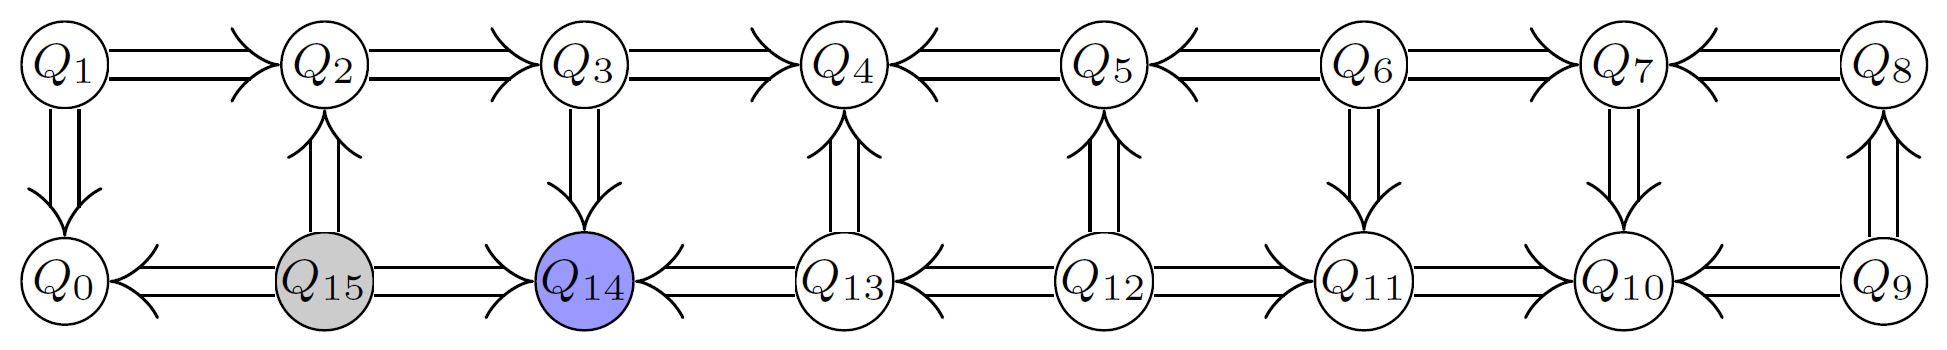 Q₁ Q₂ Q₃ Q₄ Q₅ Q₆ Q₇ Q₈
Q₀ Q₁₅ Q₁₄ Q₁₃ Q₁₂ Q₁₁ Q₁₀ Q₉